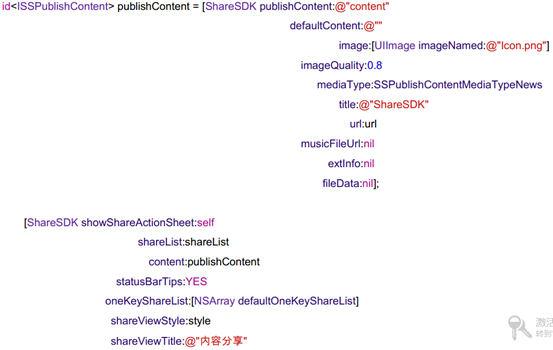 id<ISSPublishContent> publishContent = [ShareSDK publishContent:@"content"
defaultContent:@""
image:[UIImage imageNamed:@"Icon.png"]
imageQuality:0.8
mediaType:SSPublishContentMediaTypeNews
title:@"ShareSDK"
url:url
musicFileUrl:nil
extInfo:nil
fileData:nil];
[ShareSDK showShareActionSheet:self
shareList:shareList
content:publishContent
statusBarTips:YES
oneKeyShareList:[NSArray defaultOneKeyShareList]
shareViewStyle:style
shareViewTitle:@"内容分享"
激活
转到